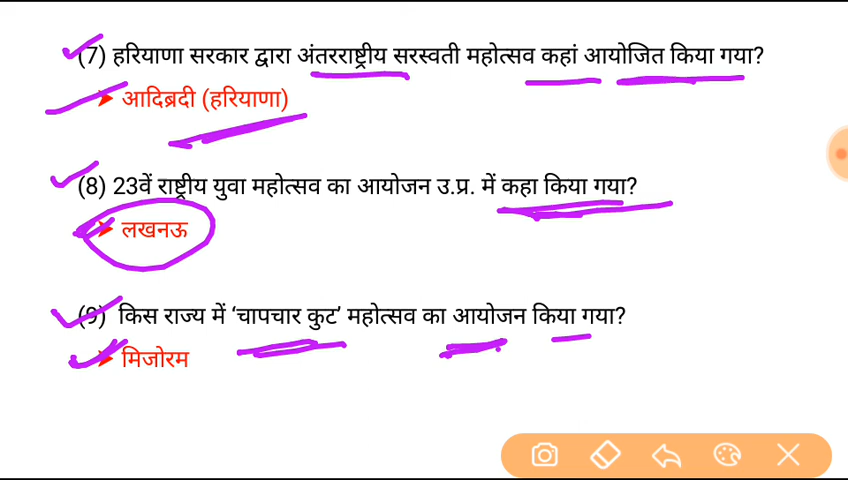 (7) हरियाणा सरकार द्वारा अंतरराष्ट्रीय सरस्वती महोत्सव कहां आयोजित किया गया?
➤ आदिब्रदी (हरियाणा)
(8) 23वें राष्ट्रीय युवा महोत्सव का आयोजन उ.प्र. में कहा किया गया?
➤ लखनऊ
(9) किस राज्य में ‘चापचार कुट’ महोत्सव का आयोजन किया गया?
➤ मिजोरम